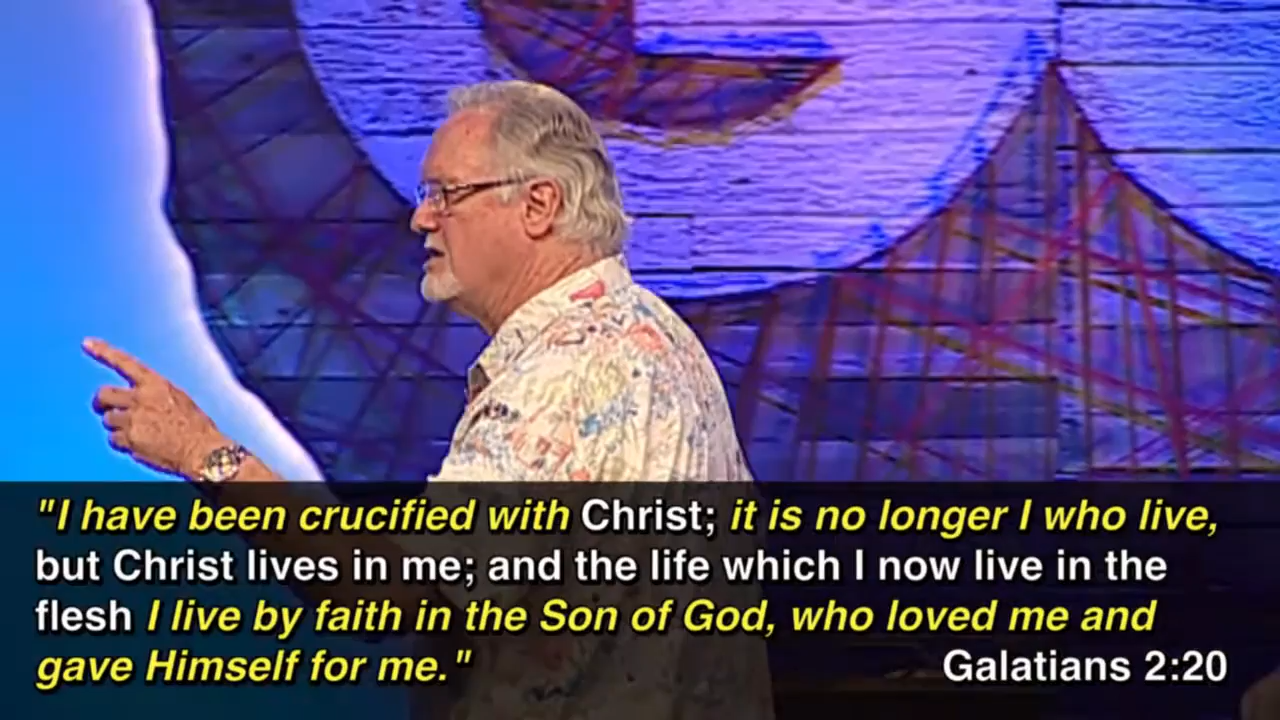 "I have been crucified with Christ; it is no longer I who live,
but Christ lives in me; and the life which I now live in the
flesh I live by faith in the Son of God, who loved me and
gave Himself for me."
Galatians 2:20